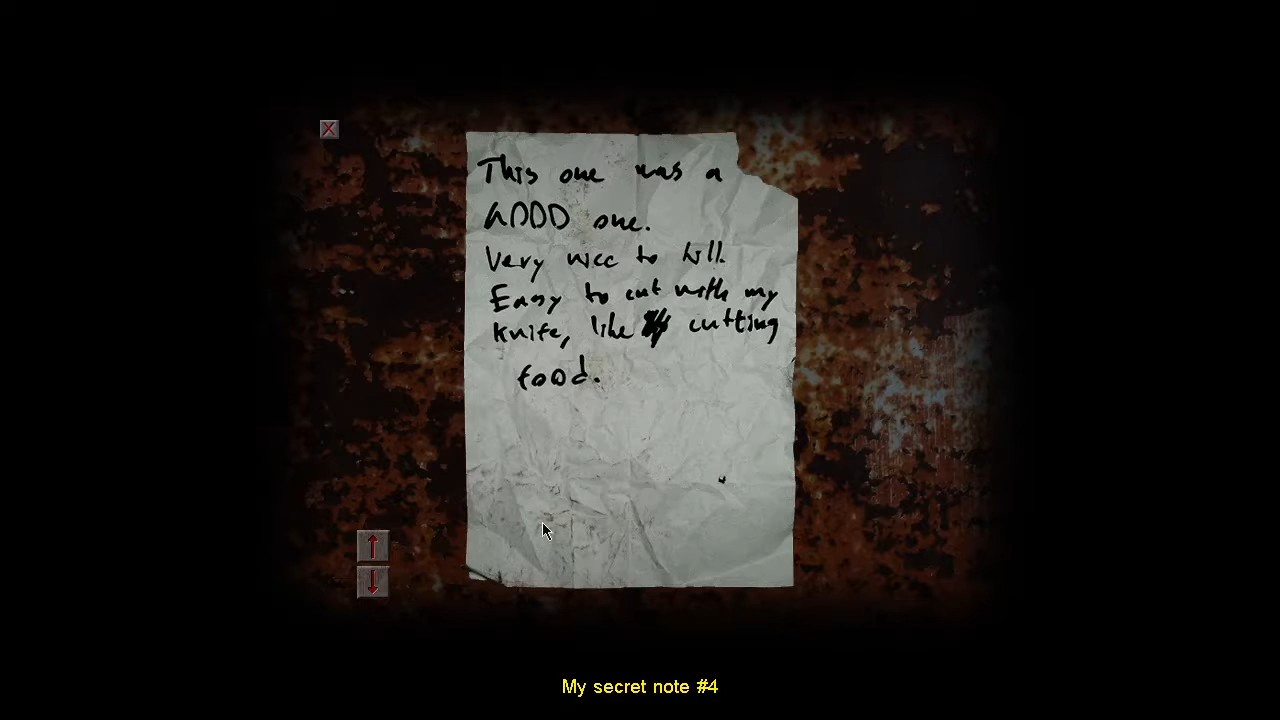 This one was a
GOOD one.
Very nice to kill.
Easy to cut with my
knife, like cutting
food.
My secret note #4